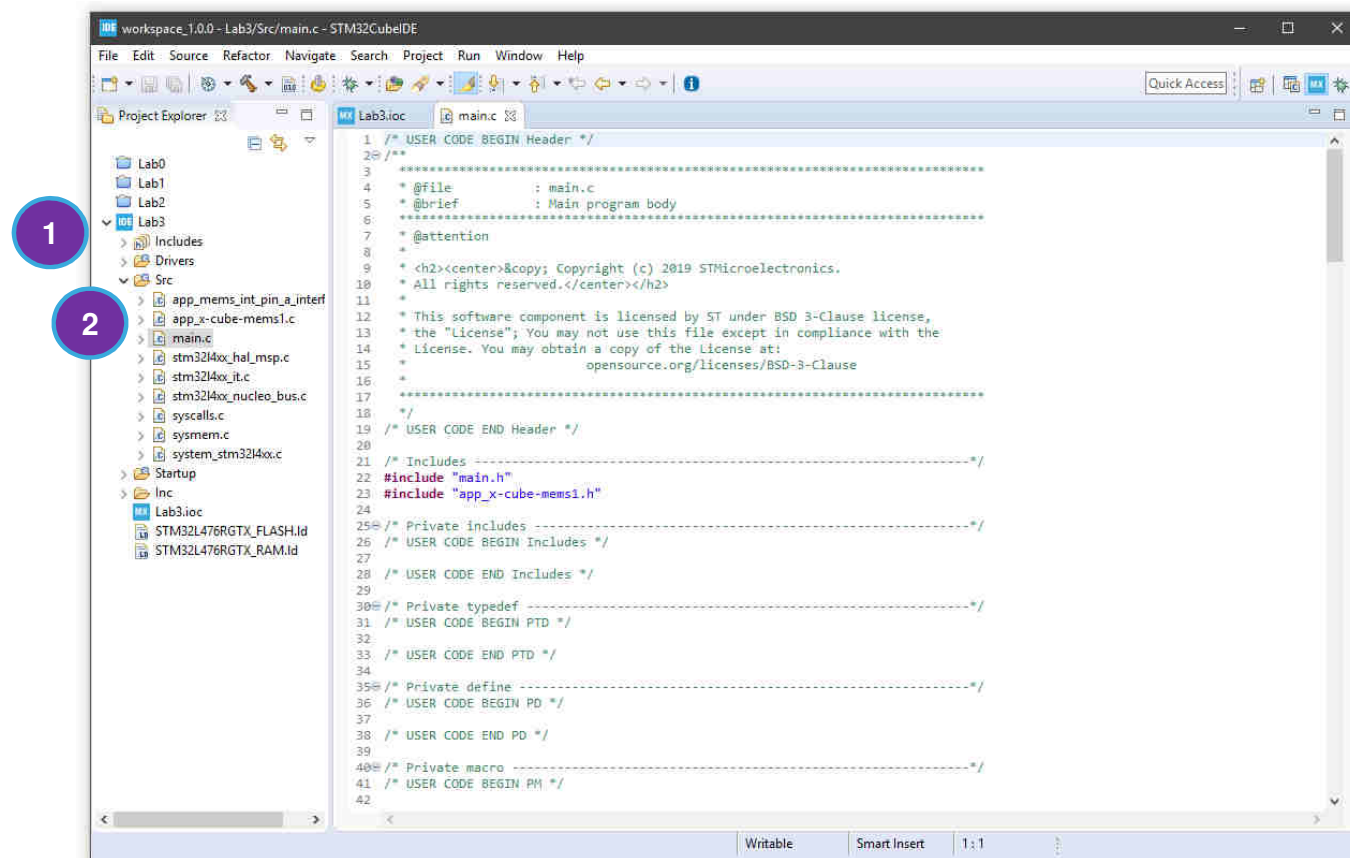 workspace_1.0.0 - Lab3/Src/main.c - STM32CubeIDE
File Edit Source Refactor Navigate Search Project Run Window Help
Quick Access
Project Explorer
Lab3.ioc
main.c
Lab0
Lab1
Lab2
1
Lab3
Includes
Drivers
Src
app_mems_int_pin_a_interf
2
app_x-cube-mems1.c
main.c
stm32l4xx_hal_msp.c
stm32l4xx_it.c
stm32l4xx_nucleo_bus.c
syscalls.c
sysmem.c
system_stm32l4xx.c
Startup
Inc
Lab3.ioc
STM32L476RGTX_FLASH.ld
STM32L476RGTX_RAM.ld
1 /* USER CODE BEGIN Header */
2 /**
3 ******************************************************************************
4 * @file : main.c
5 * @brief : Main program body
6 ******************************************************************************
7 * @attention
8 *
9 * <h2><center>&copy; Copyright (c) 2019 STMicroelectronics.
10 * All rights reserved.</center></h2>
11 *
12 * This software component is licensed by ST under BSD 3-Clause license,
13 * the "License"; You may not use this file except in compliance with the
14 * License. You may obtain a copy of the License at:
15 * opensource.org/licenses/BSD-3-Clause
16 *
17 ******************************************************************************
18 */
19 /* USER CODE END Header */
20
21 /* Includes ------------------------------------------------------------------*/
22 #include "main.h"
23 #include "app_x-cube-mems1.h"
24
25 /* Private includes ----------------------------------------------------------*/
26 /* USER CODE BEGIN Includes */
27
28 /* USER CODE END Includes */
29
30 /* Private typedef -----------------------------------------------------------*/
31 /* USER CODE BEGIN PTD */
32
33 /* USER CODE END PTD */
34
35 /* Private define ------------------------------------------------------------*/
36 /* USER CODE BEGIN PD */
37
38 /* USER CODE END PD */
39
40 /* Private macro -------------------------------------------------------------*/
41 /* USER CODE BEGIN PM */
42
Writable Smart Insert 1 : 1